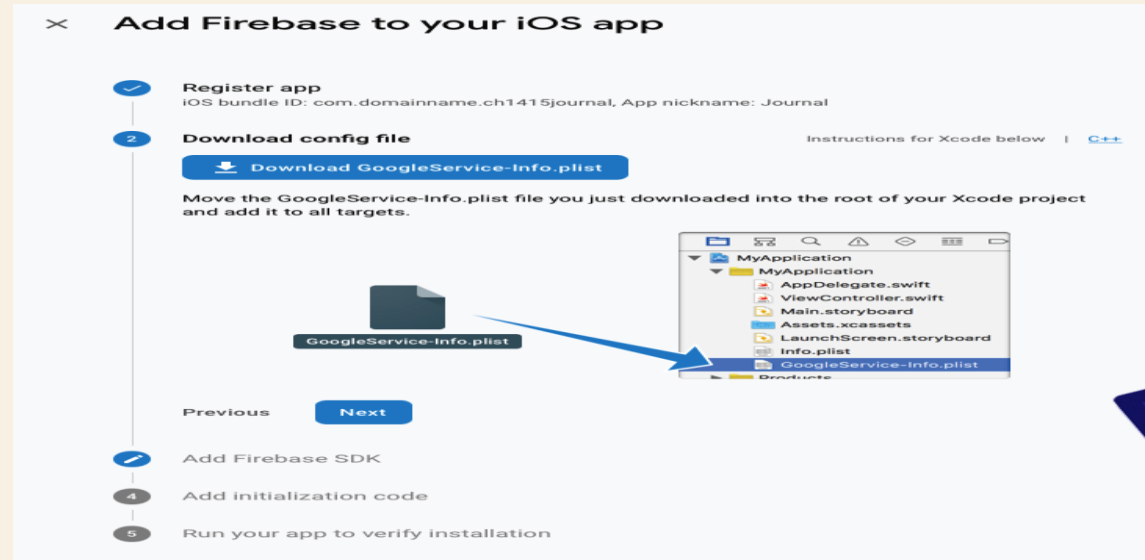 Add Firebase to your iOS app
Register app
iOS bundle ID: com.domainname.ch1415journal, App nickname: Journal
2
Download config file
Instructions for Xcode below | C++
Download GoogleService-Info.plist
Move the GoogleService-Info.plist file you just downloaded into the root of your Xcode project
and add it to all targets.
MyApplication
MyApplication
AppDelegate.swift
ViewController.swift
Main.storyboard
Assets.xcassets
LaunchScreen.storyboard
Info.plist
GoogleService-Info.plist
Products
GoogleService-Info.plist
Previous
Next
Add Firebase SDK
4
Add initialization code
5
Run your app to verify installation